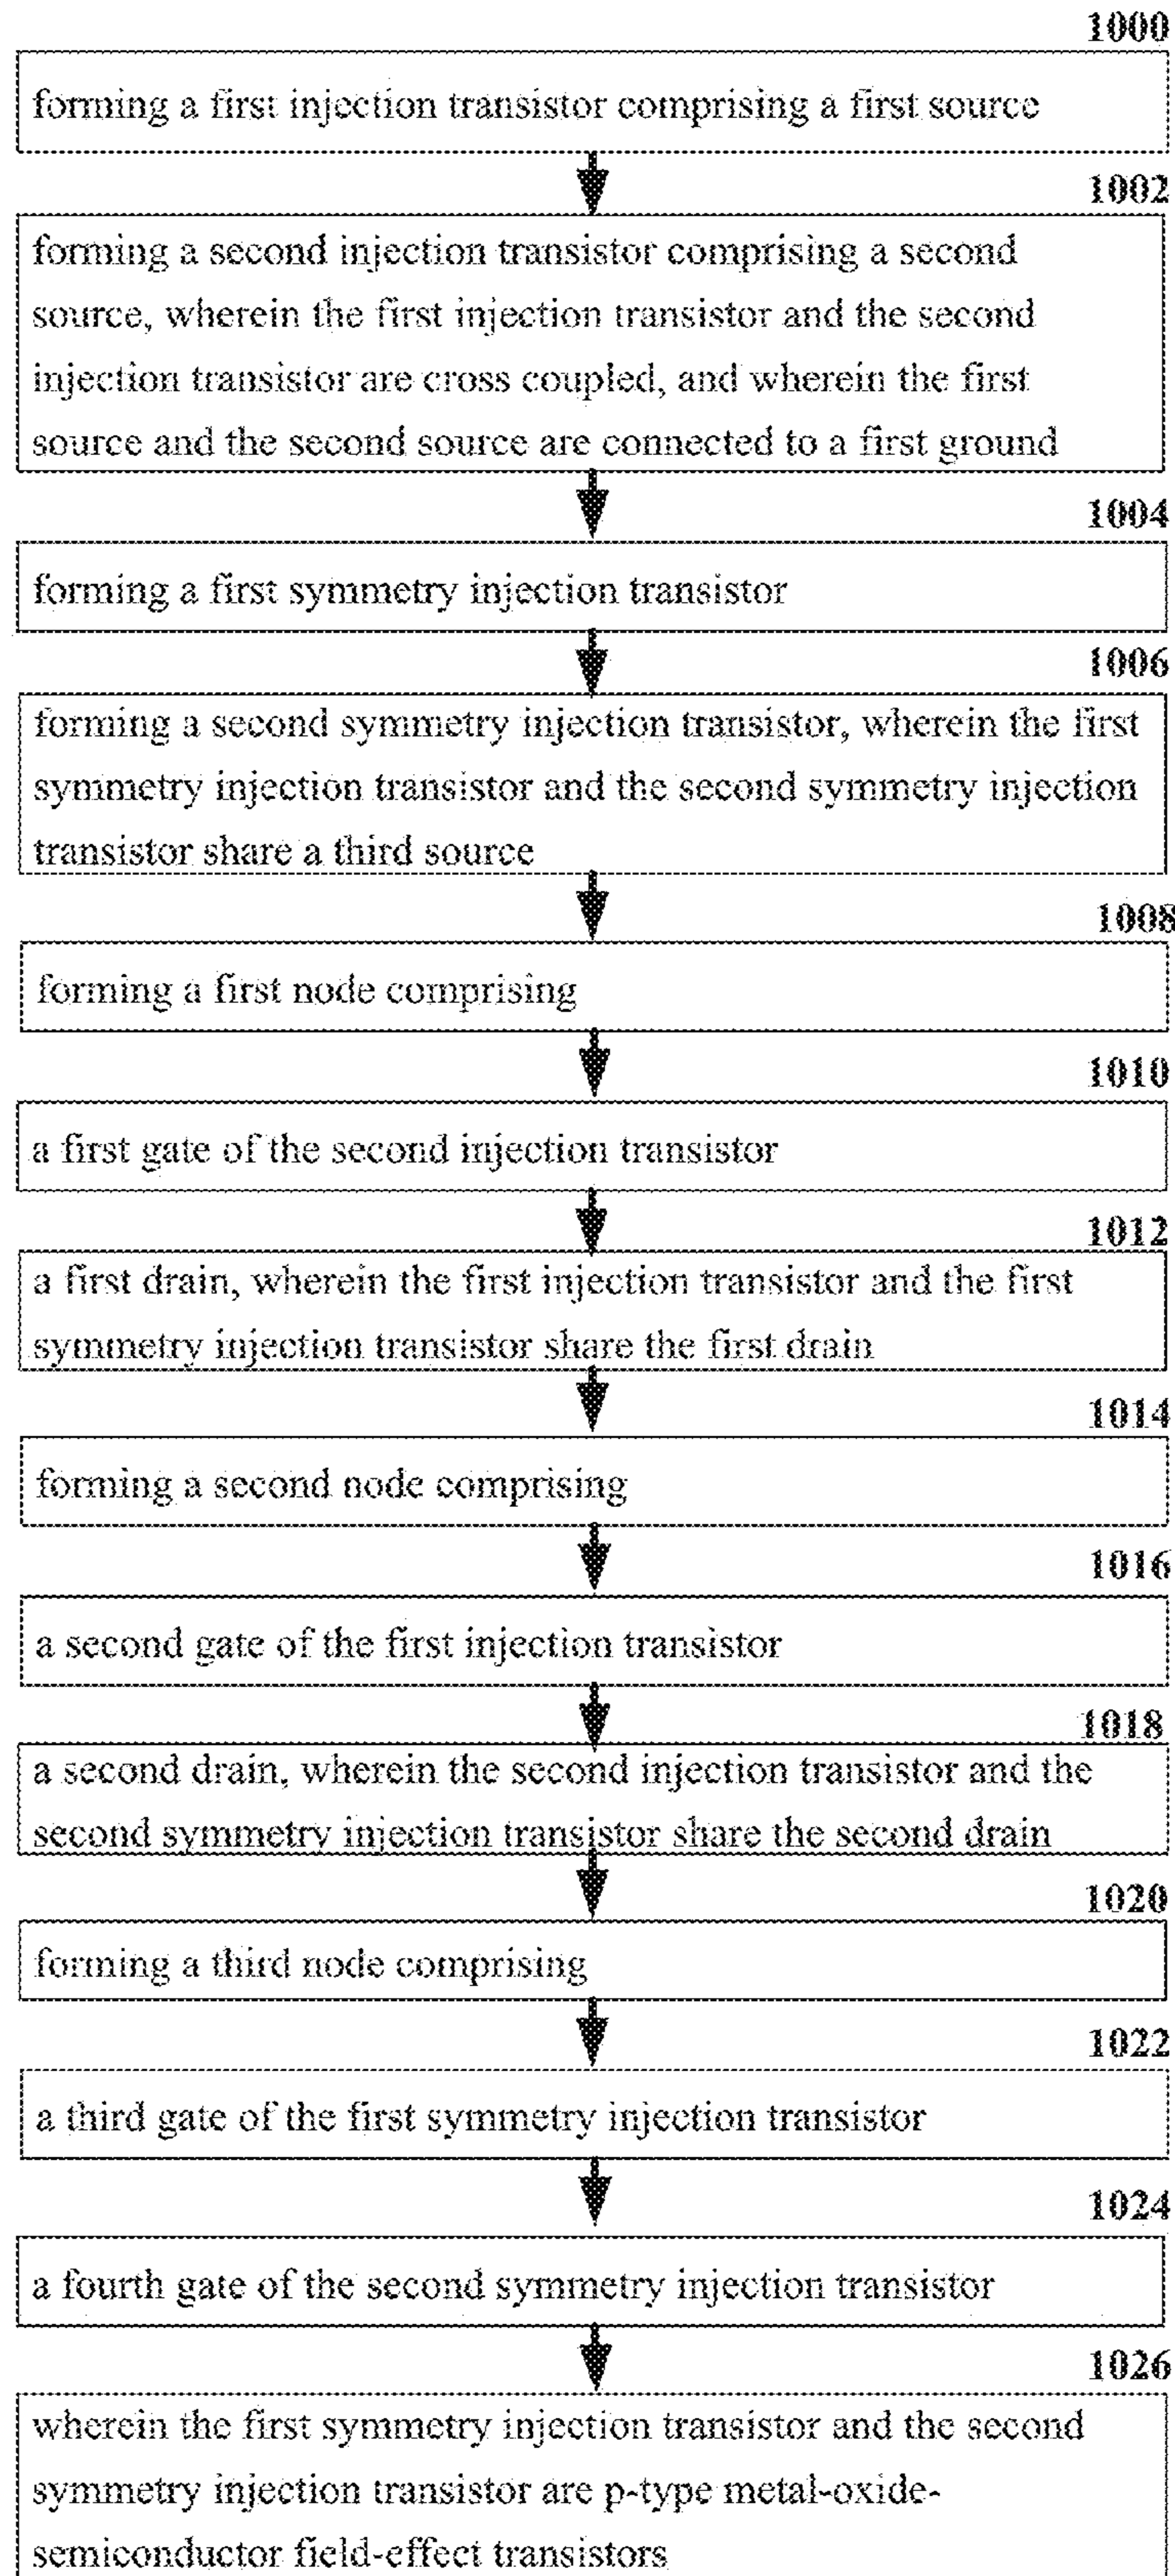 1000
forming a first injection transistor comprising a first source
1002
forming a second injection transistor comprising a second
source, wherein the first injection transistor and the second
injection transistor are cross coupled, and wherein the first
source and the second source are connected to a first ground
1004
forming a first symmetry injection transistor
1006
forming a second symmetry injection transistor, wherein the first
symmetry injection transistor and the second symmetry injection
transistor share a third source
1008
forming a first node comprising
1010
a first gate of the second injection transistor
1012
a first drain, wherein the first injection transistor and the first
symmetry injection transistor share the first drain
1014
forming a second node comprising
1016
a second gate of the first injection transistor
1018
a second drain, wherein the second injection transistor and the
second symmetry injection transistor share the second drain
1020
forming a third node comprising
1022
a third gate of the first symmetry injection transistor
1024
a fourth gate of the second symmetry injection transistor
1026
wherein the first symmetry injection transistor and the second
symmetry injection transistor are p-type metal-oxide-
semiconductor field-effect transistors